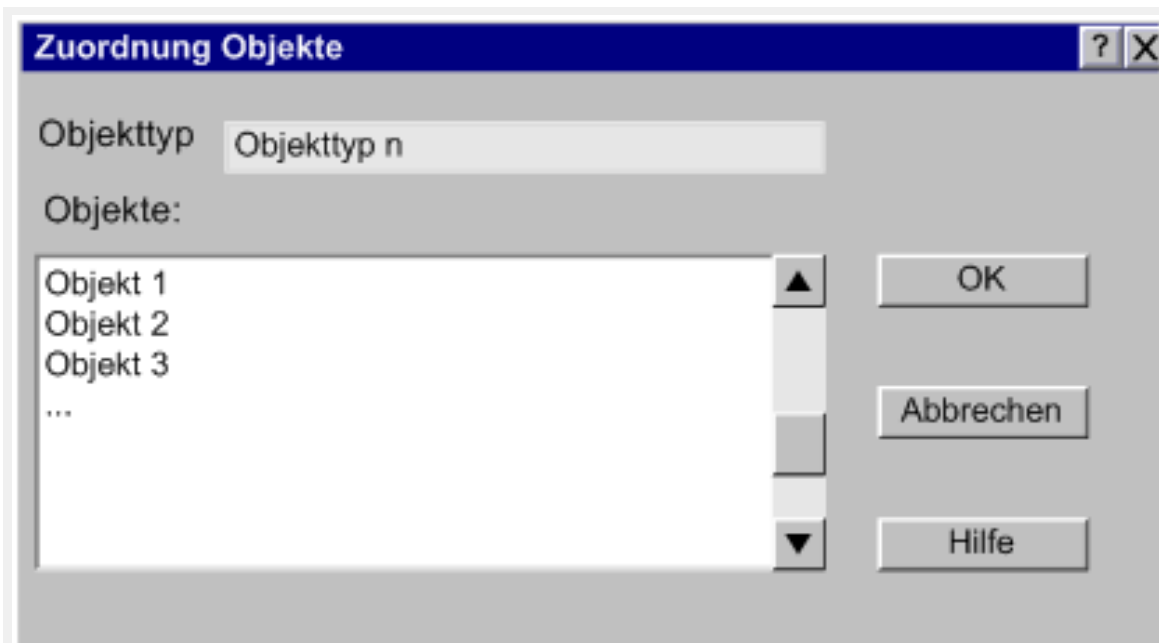 Zuordnung Objekte ? X
Objekttyp Objekttyp n
Objekte:
Objekt 1
Objekt 2
Objekt 3
...
OK
Abbrechen
Hilfe